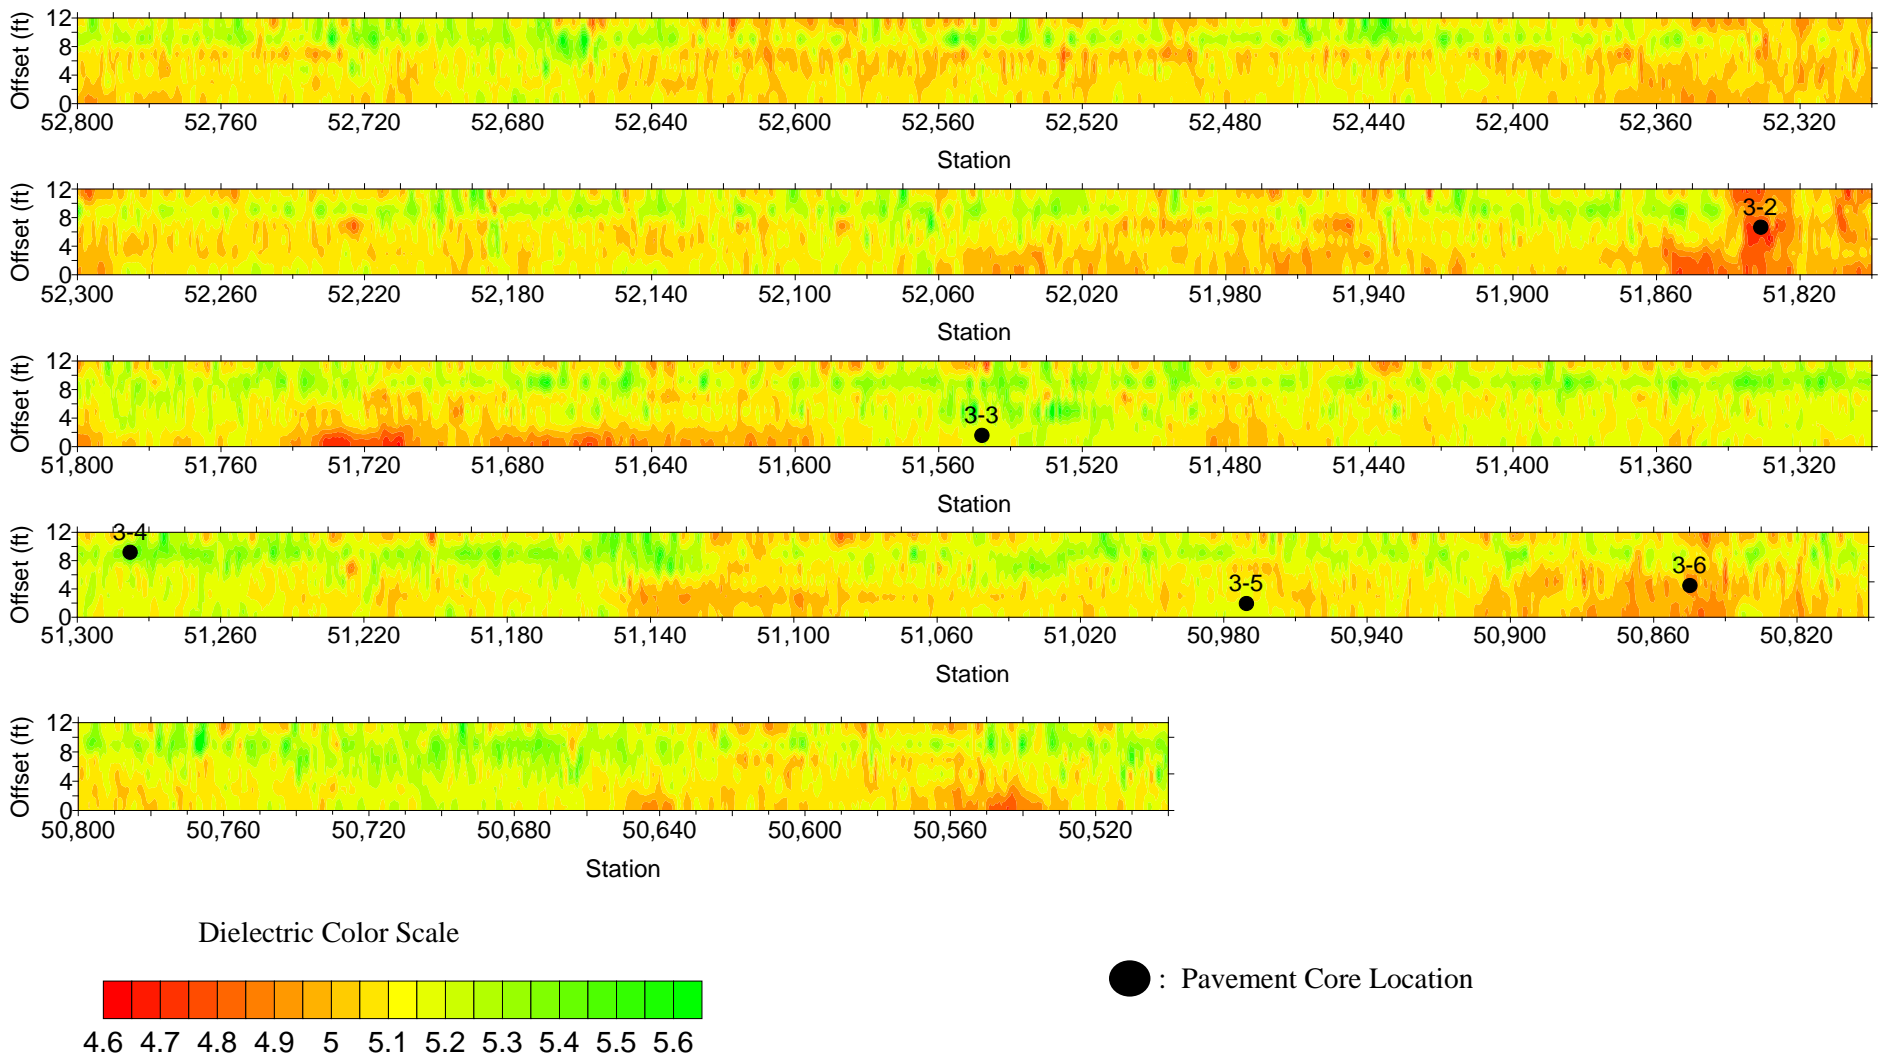 Offset (ft)
12
8
4
0
52,800 52,760 52,720 52,680 52,640 52,600 52,560 52,520 52,480 52,440 52,400 52,360 52,320
Station
Offset (ft)
12
8
4
0
3-2
52,300 52,260 52,220 52,180 52,140 52,100 52,060 52,020 51,980 51,940 51,900 51,860 51,820
Station
Offset (ft)
12
8
4
0
3-3
51,800 51,760 51,720 51,680 51,640 51,600 51,560 51,520 51,480 51,440 51,400 51,360 51,320
Station
Offset (ft)
12
8
4
0
3-4
3-5
3-6
51,300 51,260 51,220 51,180 51,140 51,100 51,060 51,020 50,980 50,940 50,900 50,860 50,820
Station
Offset (ft)
12
8
4
0
50,800 50,760 50,720 50,680 50,640 50,600 50,560 50,520
Station
Dielectric Color Scale
4.6 4.7 4.8 4.9 5 5.1 5.2 5.3 5.4 5.5 5.6
: Pavement Core Location